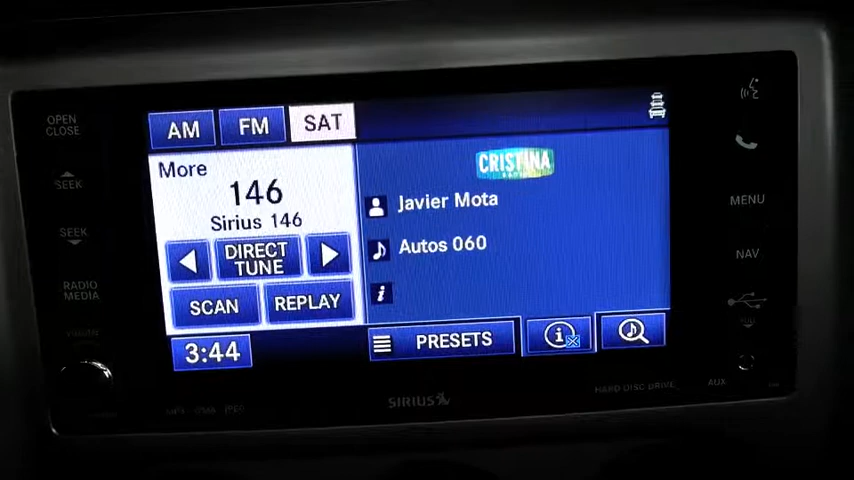 OPEN
CLOSE
SEEK
SEEK
RADIO
MEDIA
AM
FM
SAT
More
146
Sirius 146
DIRECT
TUNE
SCAN
REPLAY
3:44
CRISTINA
Javier Mota
Autos 060
i
PRESETS
i
SIRIUS
HARD DISC DRIVE
AUX
MENU
NAV